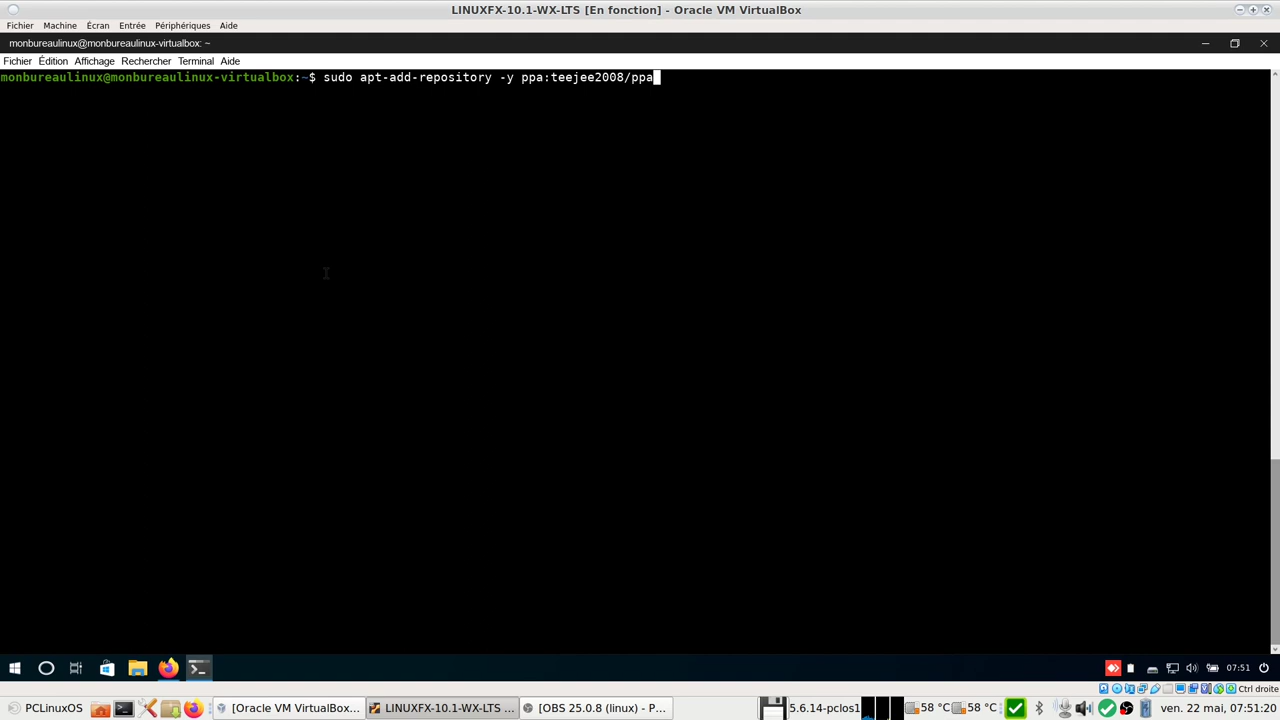 LINUXFX-10.1-WX-LTS [En fonction] - Oracle VM VirtualBox
Fichier Machine Écran Entrée Périphériques Aide
monbureaulinux@monbureaulinux-virtualbox: ~
Fichier Édition Affichage Rechercher Terminal Aide
monbureaulinux@monbureaulinux-virtualbox:~$ sudo apt-add-repository -y ppa:teejee2008/ppa
07:51
Ctrl droite
PCLinuxOS [Oracle VM VirtualBox... LINUXFX-10.1-WX-LTS ... [OBS 25.0.8 (linux) - P... 5.6.1-pclos1 58 °C 58 °C ven. 22 mai, 07:51:20